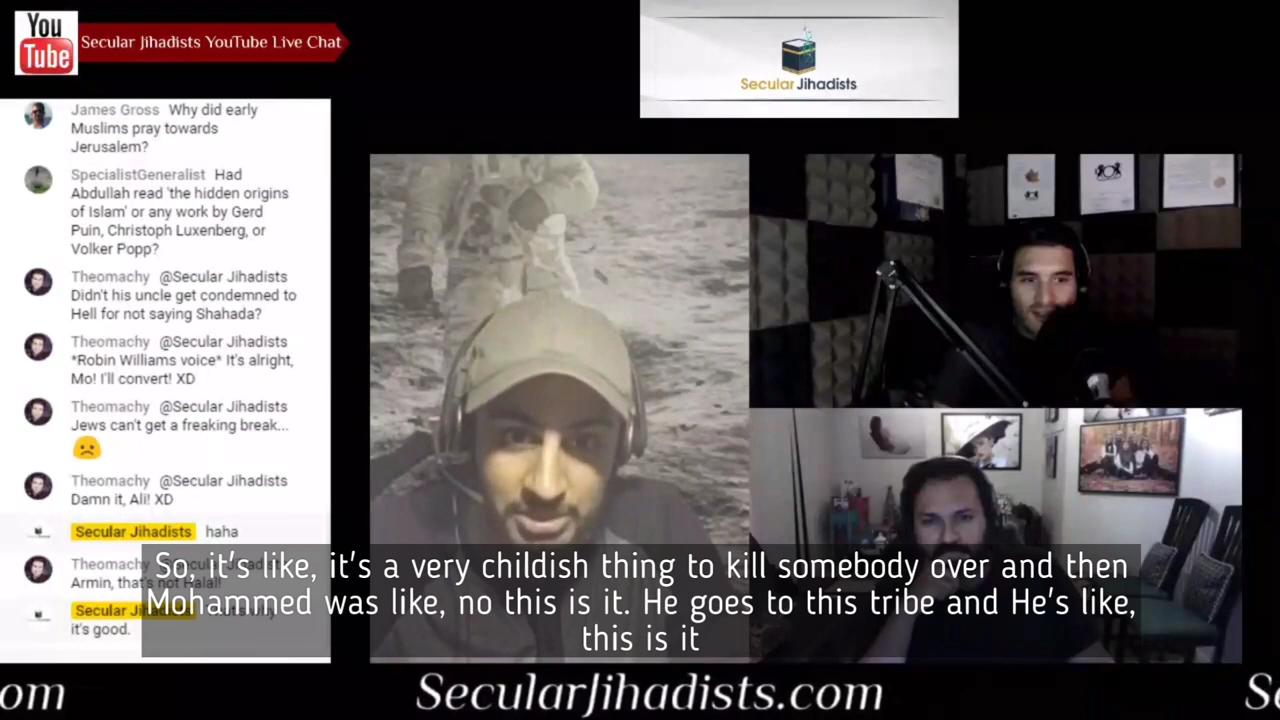 You
Tube
Secular Jihadists YouTube Live Chat
Secular Jihadists
James Gross Why did early
Muslims pray towards
Jerusalem?
SpecialistGeneralist Had
Abdullah read 'the hidden origins
of Islam' or any work by Gerd
Puin, Christoph Luxenberg, or
Volker Popp?
Theomachy @Secular Jihadists
Didn't his uncle get condemned to
Hell for not saying Shahada?
Theomachy @Secular Jihadists
*Robin Williams voice* It's alright,
Mo! I'll convert! XD
Theomachy @Secular Jihadists
Jews can't get a freaking break...
Theomachy @Secular Jihadists
Damn it, Ali! XD
Secular Jihadists haha
Theomachy
Armin, that's not Halal!
Secular
it's good.
So, it's like, it's a very childish thing to kill somebody over and then
Mohammed was like, no this is it. He goes to this tribe and He's like,
this is it
om
SecularJihadists.com
S